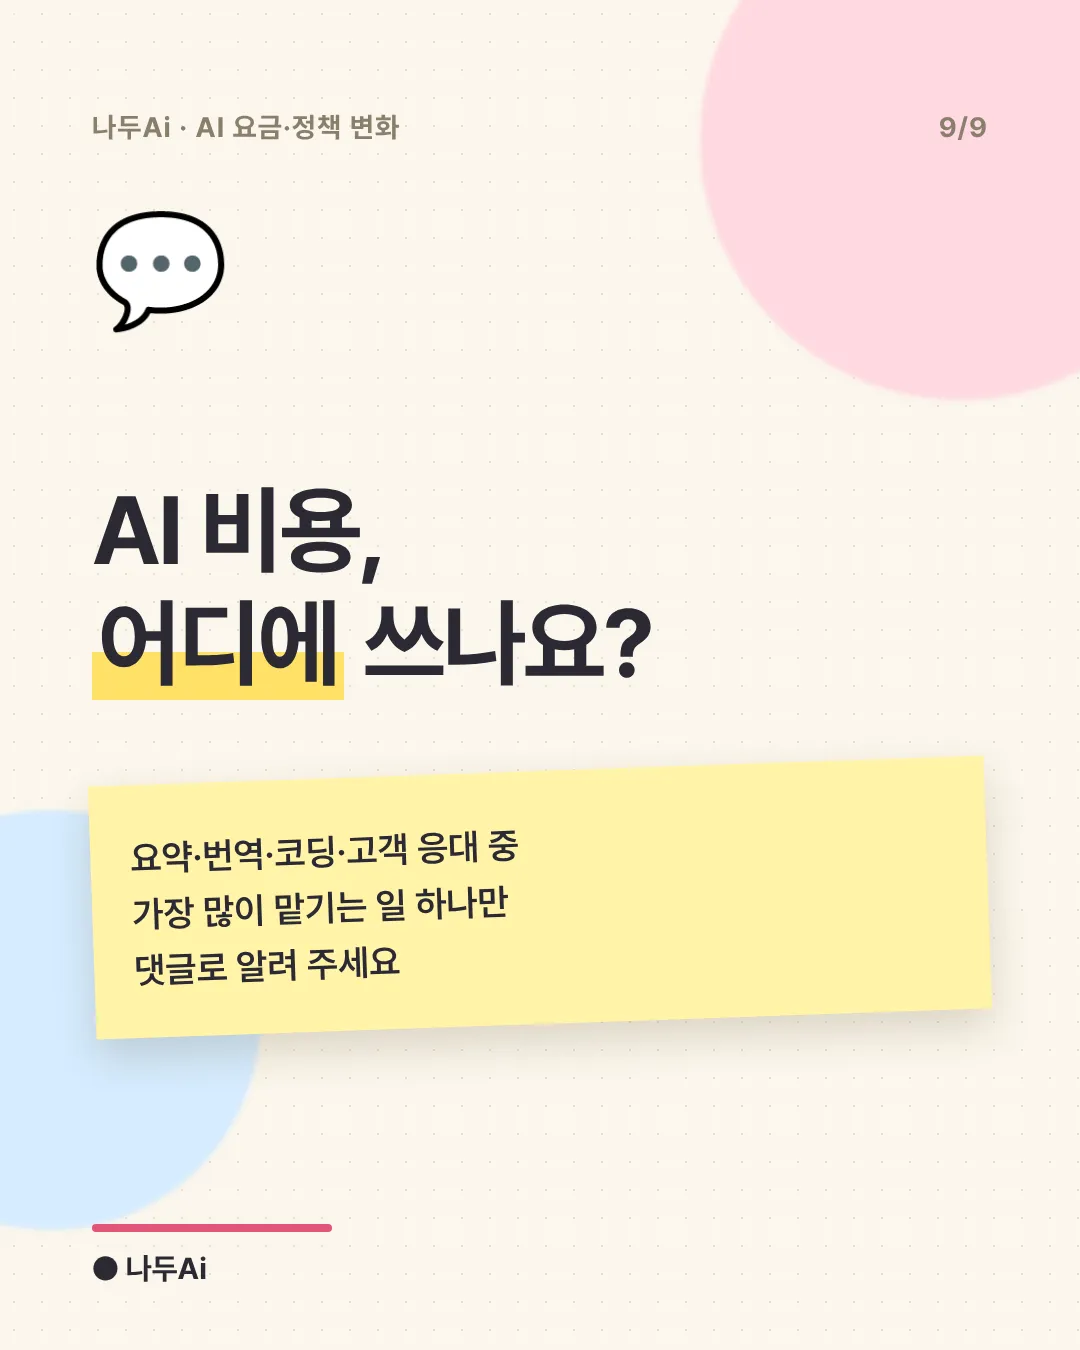 나두Ai · AI 요금·정책 변화
9/9
AI 비용,
어디에 쓰나요?
요약·번역·코딩·고객 응대 중
가장 많이 맡기는 일 하나만
댓글로 알려 주세요
나두Ai